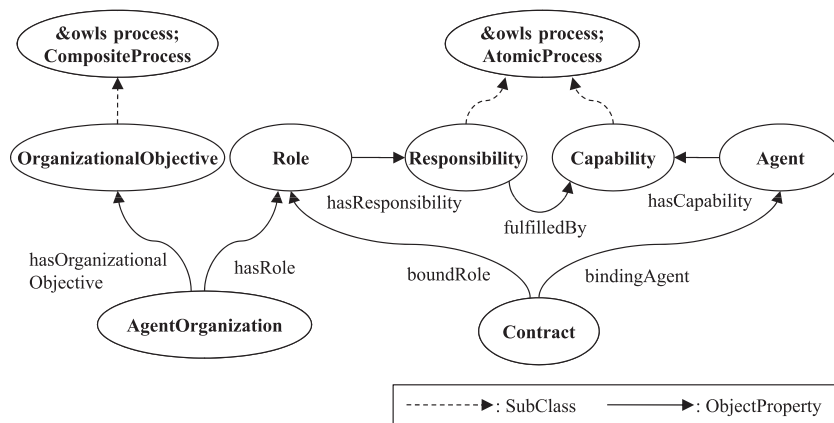 &owls process;
CompositeProcess
&owls process;
AtomicProcess
OrganizationalObjective
Role
Responsibility
Capability
Agent
hasResponsibility
hasCapability
fulfilledBy
hasOrganizational
Objective
hasRole
boundRole
bindingAgent
AgentOrganization
Contract
: SubClass
: ObjectProperty